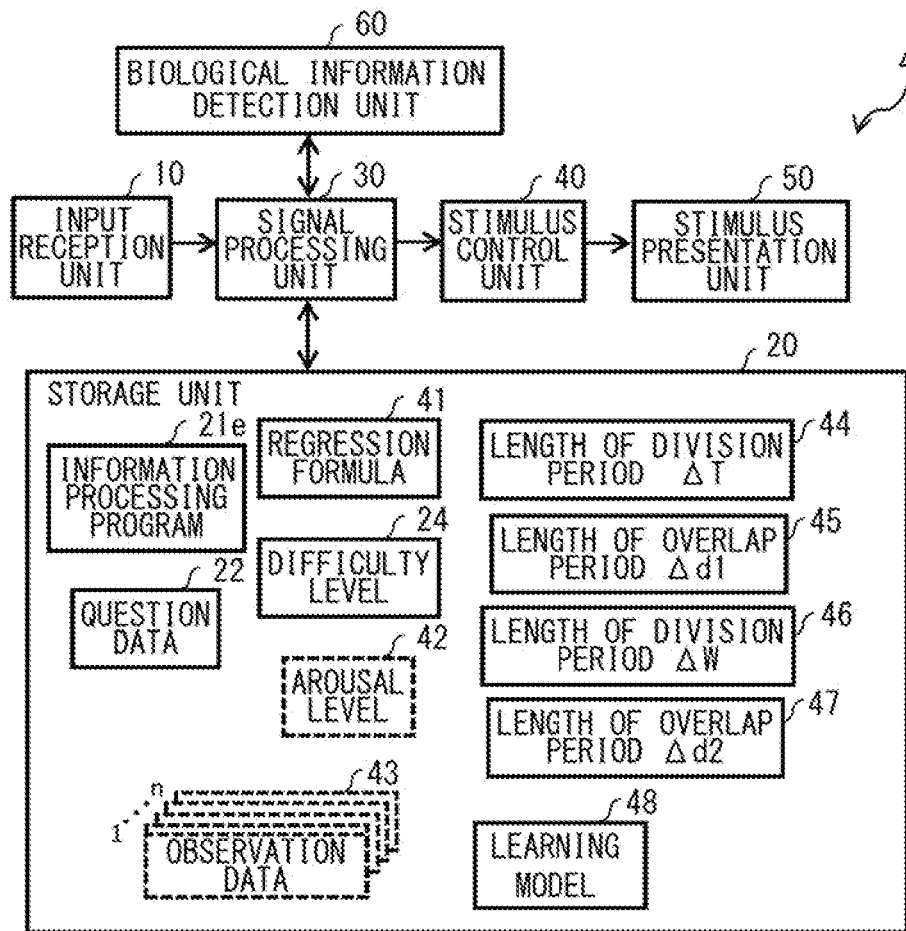 60
4
BIOLOGICAL INFORMATION
DETECTION UNIT
10
30
40
50
INPUT
RECEPTION
UNIT
SIGNAL
PROCESSING
UNIT
STIMULUS
CONTROL
UNIT
STIMULUS
PRESENTATION
UNIT
20
STORAGE UNIT
21e
INFORMATION
PROCESSING
PROGRAM
41
REGRESSION
FORMULA
44
LENGTH OF DIVISION
PERIOD ΔT
24
DIFFICULTY
LEVEL
45
LENGTH OF OVERLAP
PERIOD Δd1
22
QUESTION
DATA
46
LENGTH OF DIVISION
PERIOD ΔW
42
AROUSAL
LEVEL
47
LENGTH OF OVERLAP
PERIOD Δd2
43
n
1
OBSERVATION
DATA
48
LEARNING
MODEL